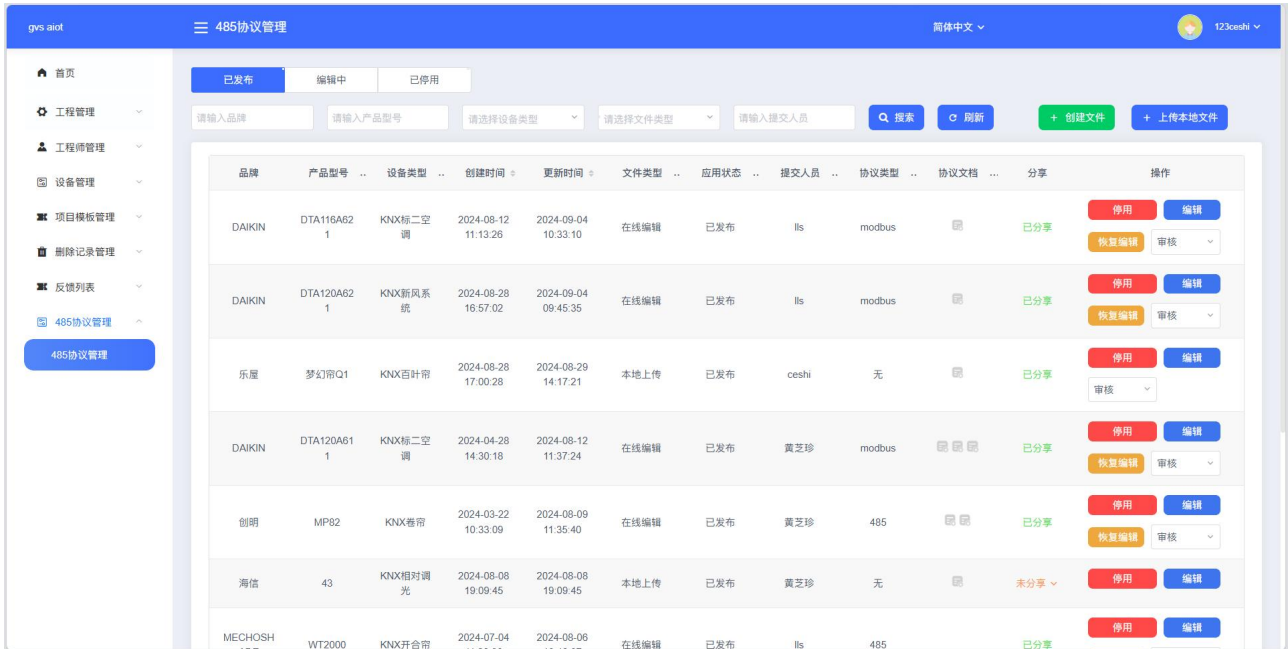 gvs aiot
485协议管理
简体中文
123ceshi
首页
工程管理
工程师管理
设备管理
项目模板管理
删除记录管理
反馈列表
485协议管理
485协议管理
已发布 编辑中 已停用
请输入品牌 请输入产品型号 请选择设备类型 请选择文件类型 请输入提交人员 搜索 刷新 + 创建文件 + 上传本地文件
品牌 产品型号 .. 设备类型 .. 创建时间 更新时间 文件类型 .. 应用状态 .. 提交人员 .. 协议类型 .. 协议文档 ... 分享 操作
DAIKIN DTA116A62 KNX标二空 2024-08-12 2024-09-04 在线编辑 已发布 lls modbus 已分享 停用 编辑
1 调 11:13:26 10:33:10 恢复编辑 审核
DAIKIN DTA120A62 KNX新风系 2024-08-28 2024-09-04 在线编辑 已发布 lls modbus 已分享 停用 编辑
1 统 16:57:02 09:45:35 恢复编辑 审核
乐屋 梦幻帘Q1 KNX百叶帘 2024-08-28 2024-08-29 本地上传 已发布 ceshi 无 已分享 停用 编辑
17:00:28 14:17:21 审核
DAIKIN DTA120A61 KNX标二空 2024-04-28 2024-08-12 在线编辑 已发布 黄芝珍 modbus 已分享 停用 编辑
1 调 14:30:18 11:37:24 恢复编辑 审核
创明 MP82 KNX卷帘 2024-03-22 2024-08-09 在线编辑 已发布 黄芝珍 485 已分享 停用 编辑
10:33:09 11:35:40 恢复编辑 审核
海信 43 KNX相对调 2024-08-08 2024-08-08 本地上传 已发布 黄芝珍 无 未分享 停用 编辑
光 19:09:45 19:09:45
MECHOSH WT2000 KNX开合帘 2024-07-04 2024-08-06 在线编辑 已发布 lls 485 已分享 停用 编辑